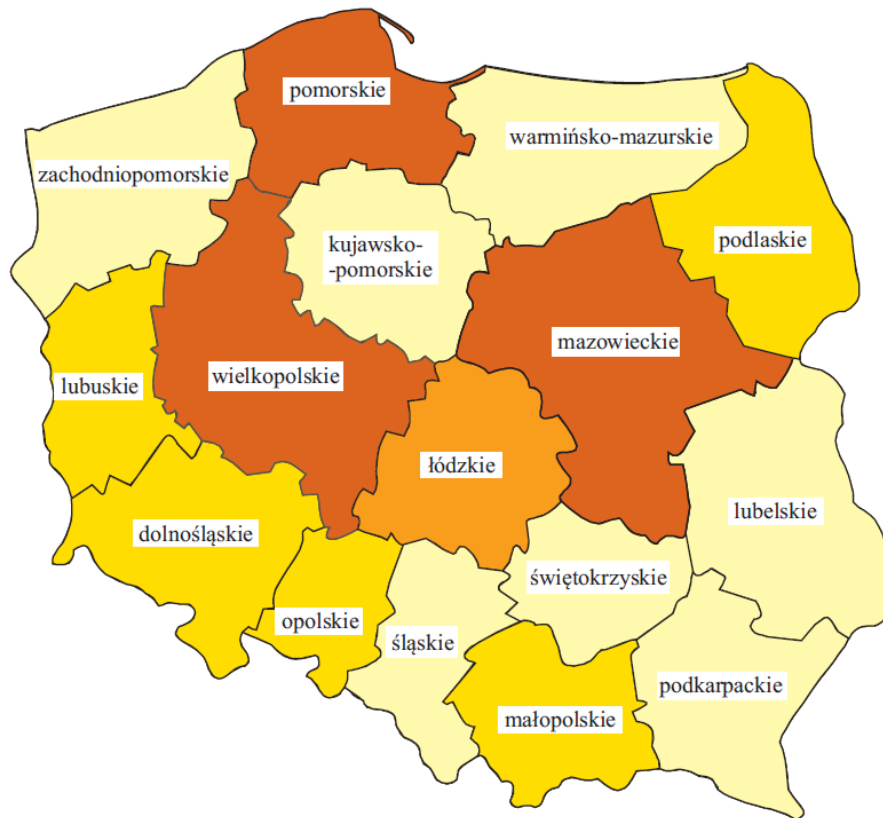 pomorskie
warmińsko-mazurskie
zachodniopomorskie
podlaskie
kujawsko-
-pomorskie
mazowieckie
wielkopolskie
lubuskie
łódzkie
lubelskie
dolnośląskie
świętokrzyskie
opolskie
śląskie
podkarpackie
małopolskie